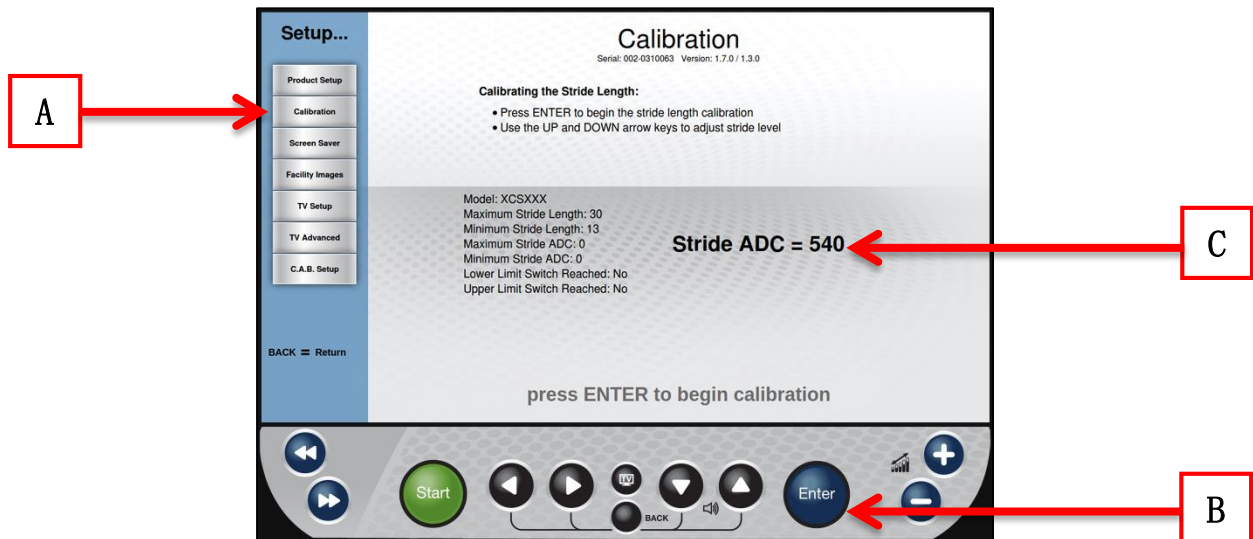 Setup...
Product Setup
Calibration
Screen Saver
Facility Images
TV Setup
TV Advanced
C.A.B. Setup
BACK = Return
Calibration
Serial: 002-0310063 Version: 1.7.0 / 1.3.0
Calibrating the Stride Length:
• Press ENTER to begin the stride length calibration
• Use the UP and DOWN arrow keys to adjust stride level
Model: XCSXXX
Maximum Stride Length: 30
Minimum Stride Length: 13
Maximum Stride ADC: 0
Minimum Stride ADC: 0
Lower Limit Switch Reached: No
Upper Limit Switch Reached: No
Stride ADC = 540
press ENTER to begin calibration
Start
TV
BACK
Enter
A
C
B